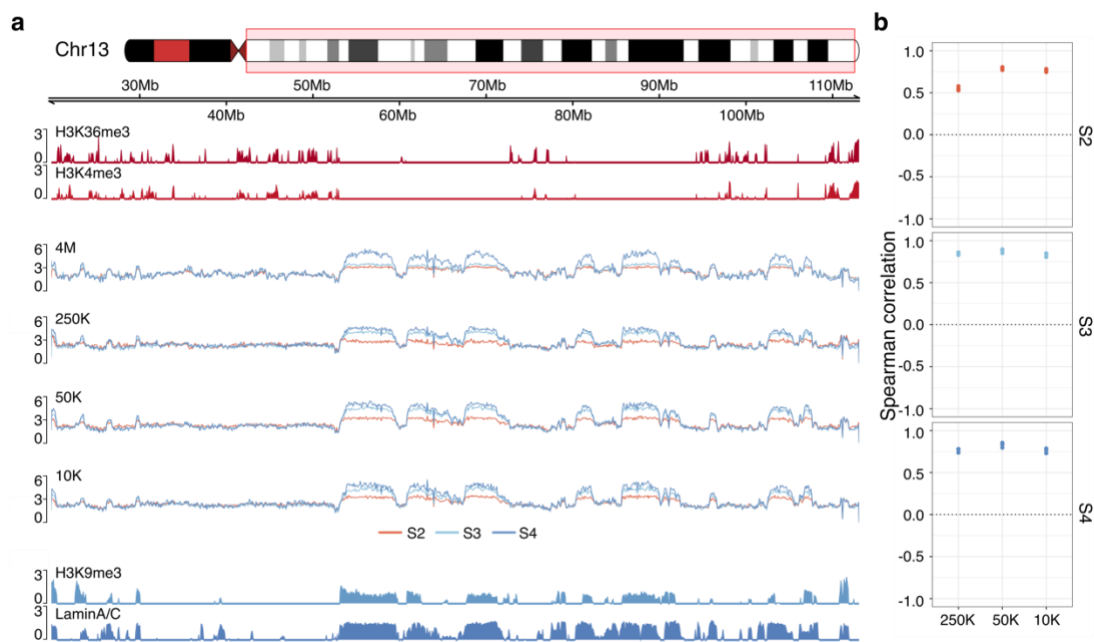 a
Chr13
30Mb 50Mb 70Mb 90Mb 110Mb
40Mb 60Mb 80Mb 100Mb
3
0
H3K36me3
3
0
H3K4me3
6
3
0
4M
6
3
0
250K
6
3
0
50K
6
3
0
10K
S2 S3 S4
3
0
H3K9me3
3
0
LaminA/C
b
Spearman correlation
1.0
0.5
0.0
-0.5
-1.0
S2
1.0
0.5
0.0
-0.5
-1.0
S3
1.0
0.5
0.0
-0.5
-1.0
S4
250K 50K 10K